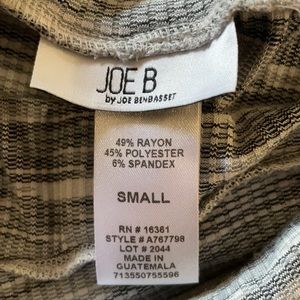 JOE B
by JOE BENBASSET
49% RAYON
45% POLYESTER
6% SPANDEX
SMALL
RN # 16361
STYLE # A767798
LOT # 2044
MADE IN
GUATEMALA
713550755596